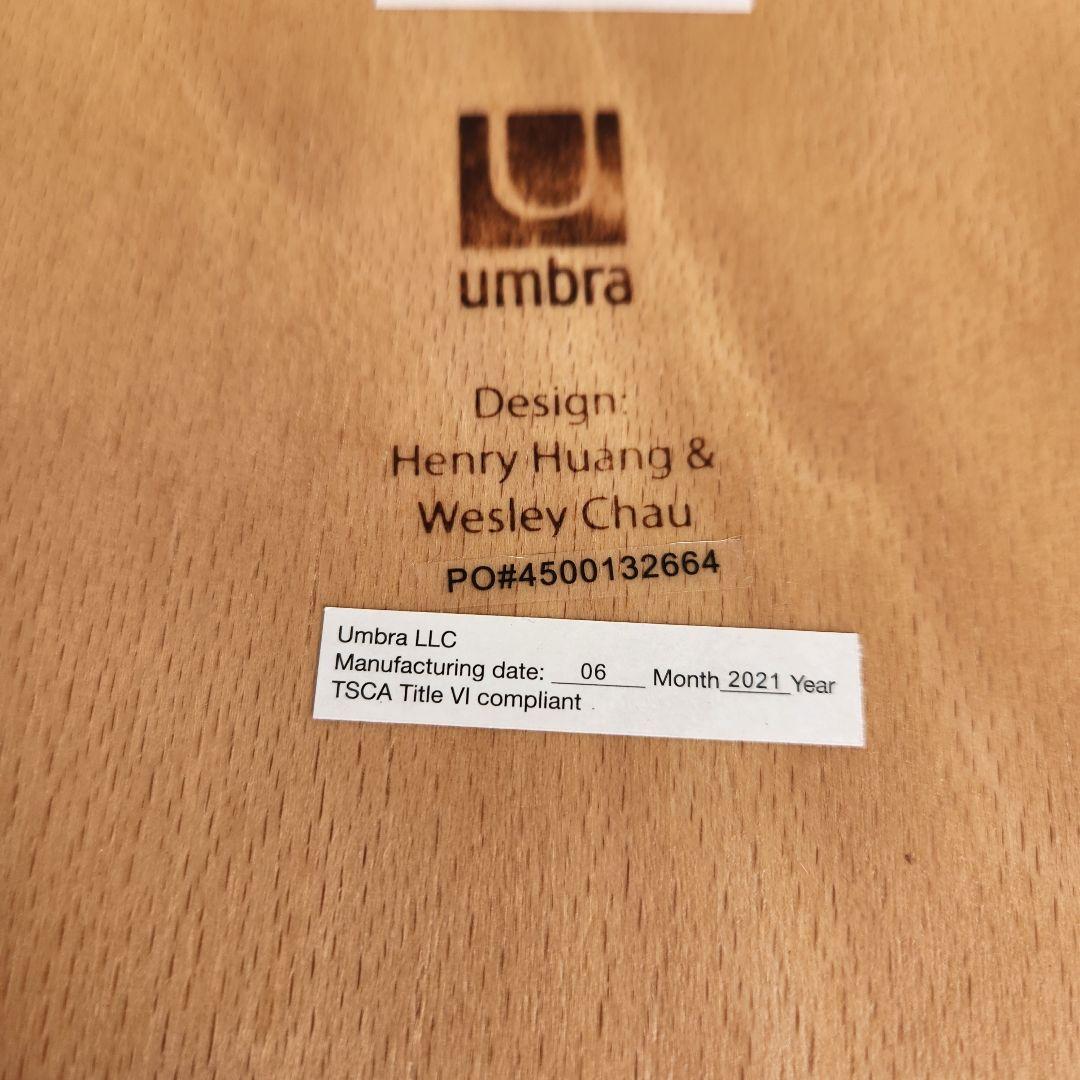 umbra
Design:
Henry Huang &
Wesley Chau
PO#4500132664
Umbra LLC
Manufacturing date: __06__ Month 2021 Year
TSCA Title VI compliant